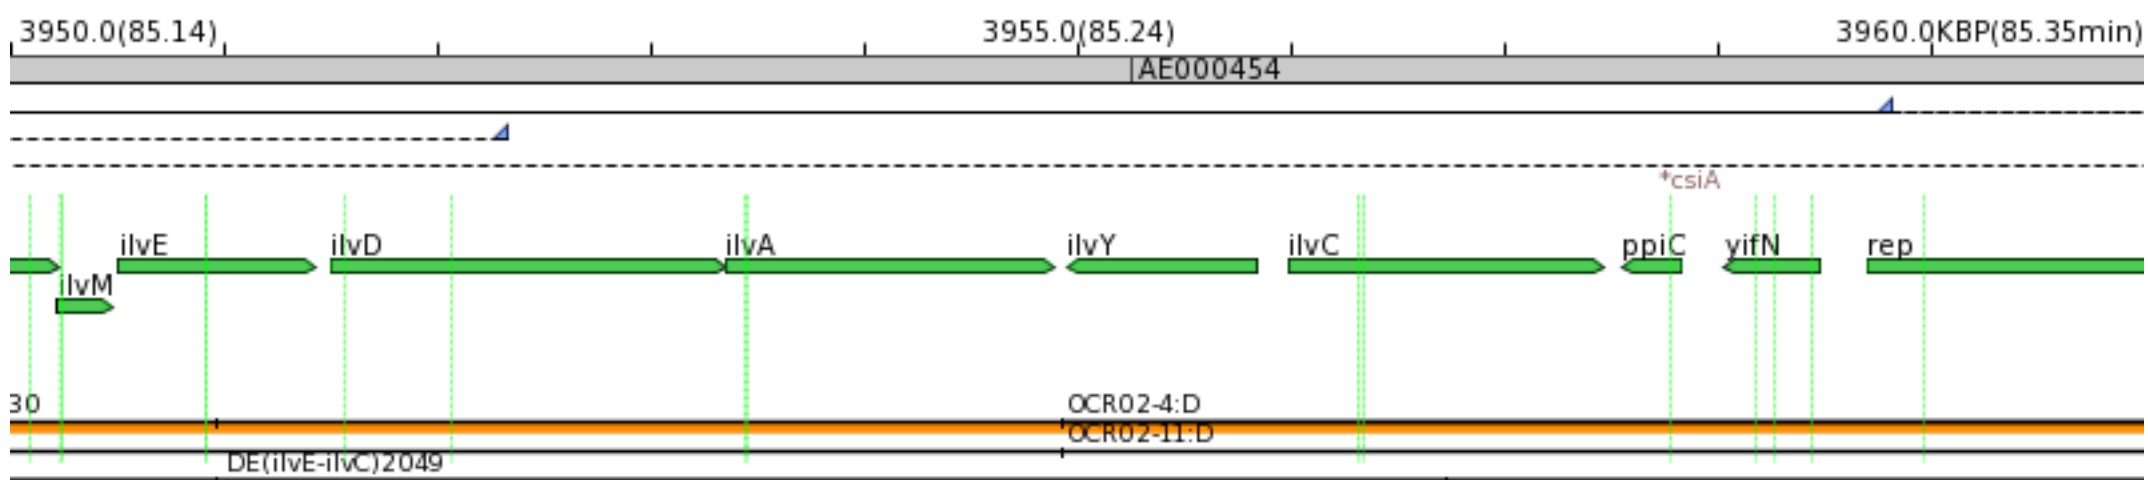 3950.0(85.14) 3955.0(85.24) 3960.0KBP(85.35min)
AE000454
*csiA
ilvE ilvD ilvA ilvY ilvC ppiC yifN rep
ilvM
30 OCR02-4:D
OCR02-11:D
DE(ilvE-ilvC)2049